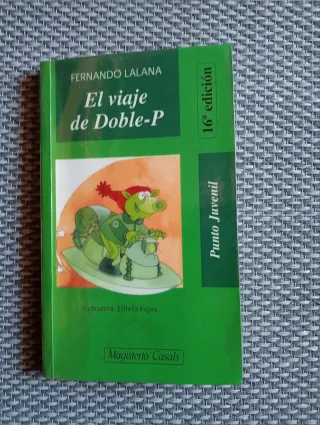 FERNANDO LALANA
El viaje
de Doble-P
16ª edición
Punto Juvenil
Ilustradora: Estrella Fages
Magisterio Casals